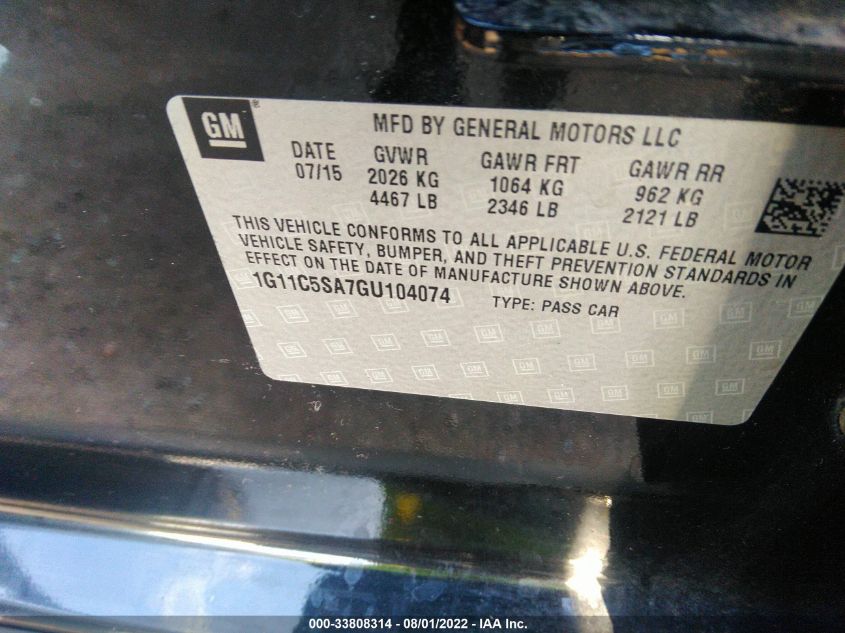 GM ®
MFD BY GENERAL MOTORS LLC
DATE GVWR GAWR FRT GAWR RR
07/15 2026 KG 1064 KG 962 KG
4467 LB 2346 LB 2121 LB
THIS VEHICLE CONFORMS TO ALL APPLICABLE U.S. FEDERAL MOTOR
VEHICLE SAFETY, BUMPER, AND THEFT PREVENTION STANDARDS IN
EFFECT ON THE DATE OF MANUFACTURE SHOWN ABOVE.
1G11C5SA7GU104074 TYPE: PASS CAR
000-33808314 - 08/01/2022 - IAA Inc.